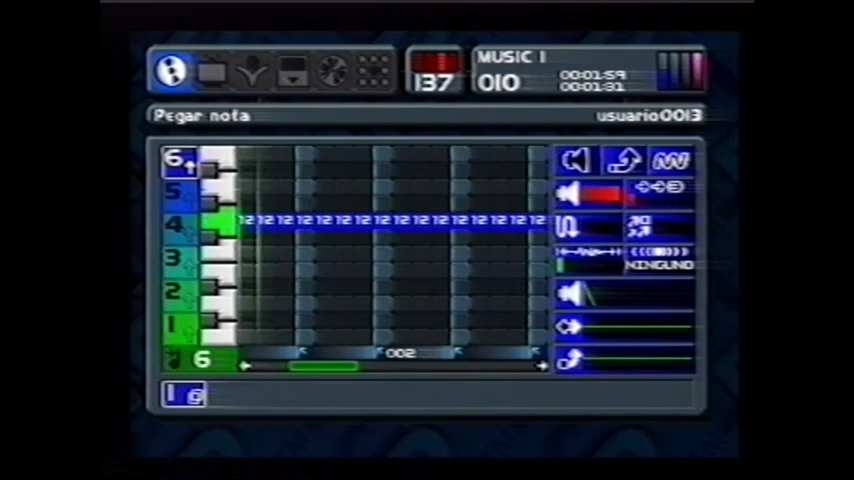 MUSIC 1
137
010
00:01:59
00:01:31
Pegar nota
usuario0013
6
5
4
12 12 12 12 12 12 12 12 12 12 12 12 12 12 12 12
3
NINGUNO
2
1
002
6
1